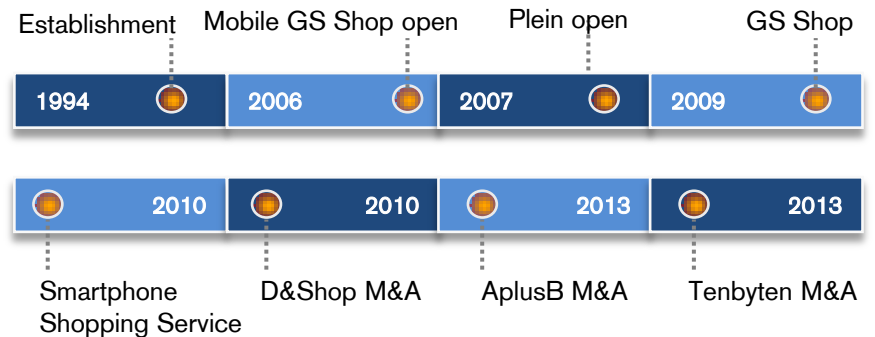 Establishment
Mobile GS Shop open
Plein open
GS Shop
1994
2006
2007
2009
2010
2010
2013
2013
Smartphone
Shopping Service
D&Shop M&A
AplusB M&A
Tenbyten M&A